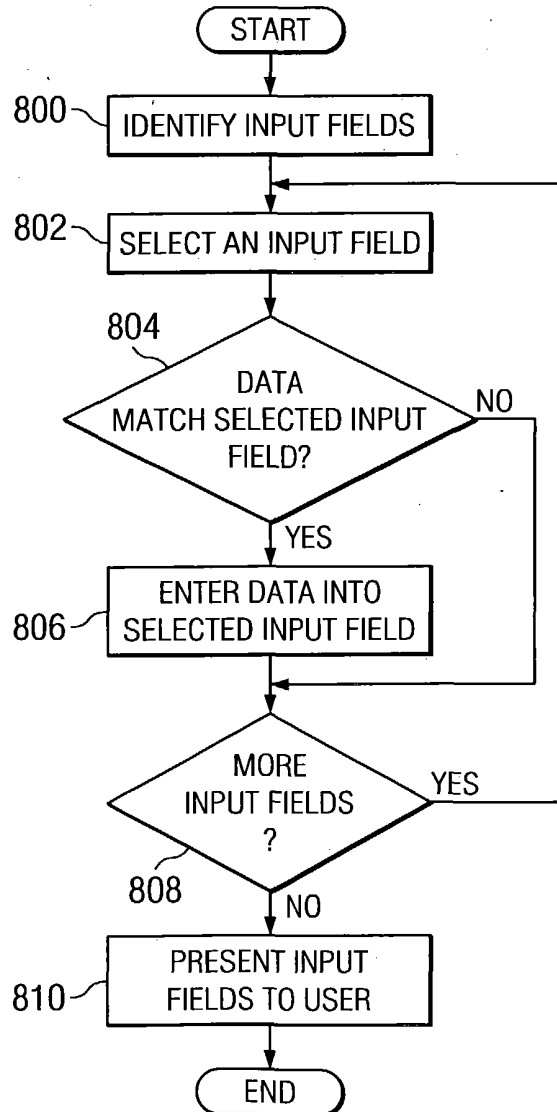 START
800
IDENTIFY INPUT FIELDS
802
SELECT AN INPUT FIELD
804
DATA
MATCH SELECTED INPUT
FIELD?
NO
YES
806
ENTER DATA INTO
SELECTED INPUT FIELD
MORE
INPUT FIELDS
?
YES
808
NO
810
PRESENT INPUT
FIELDS TO USER
END